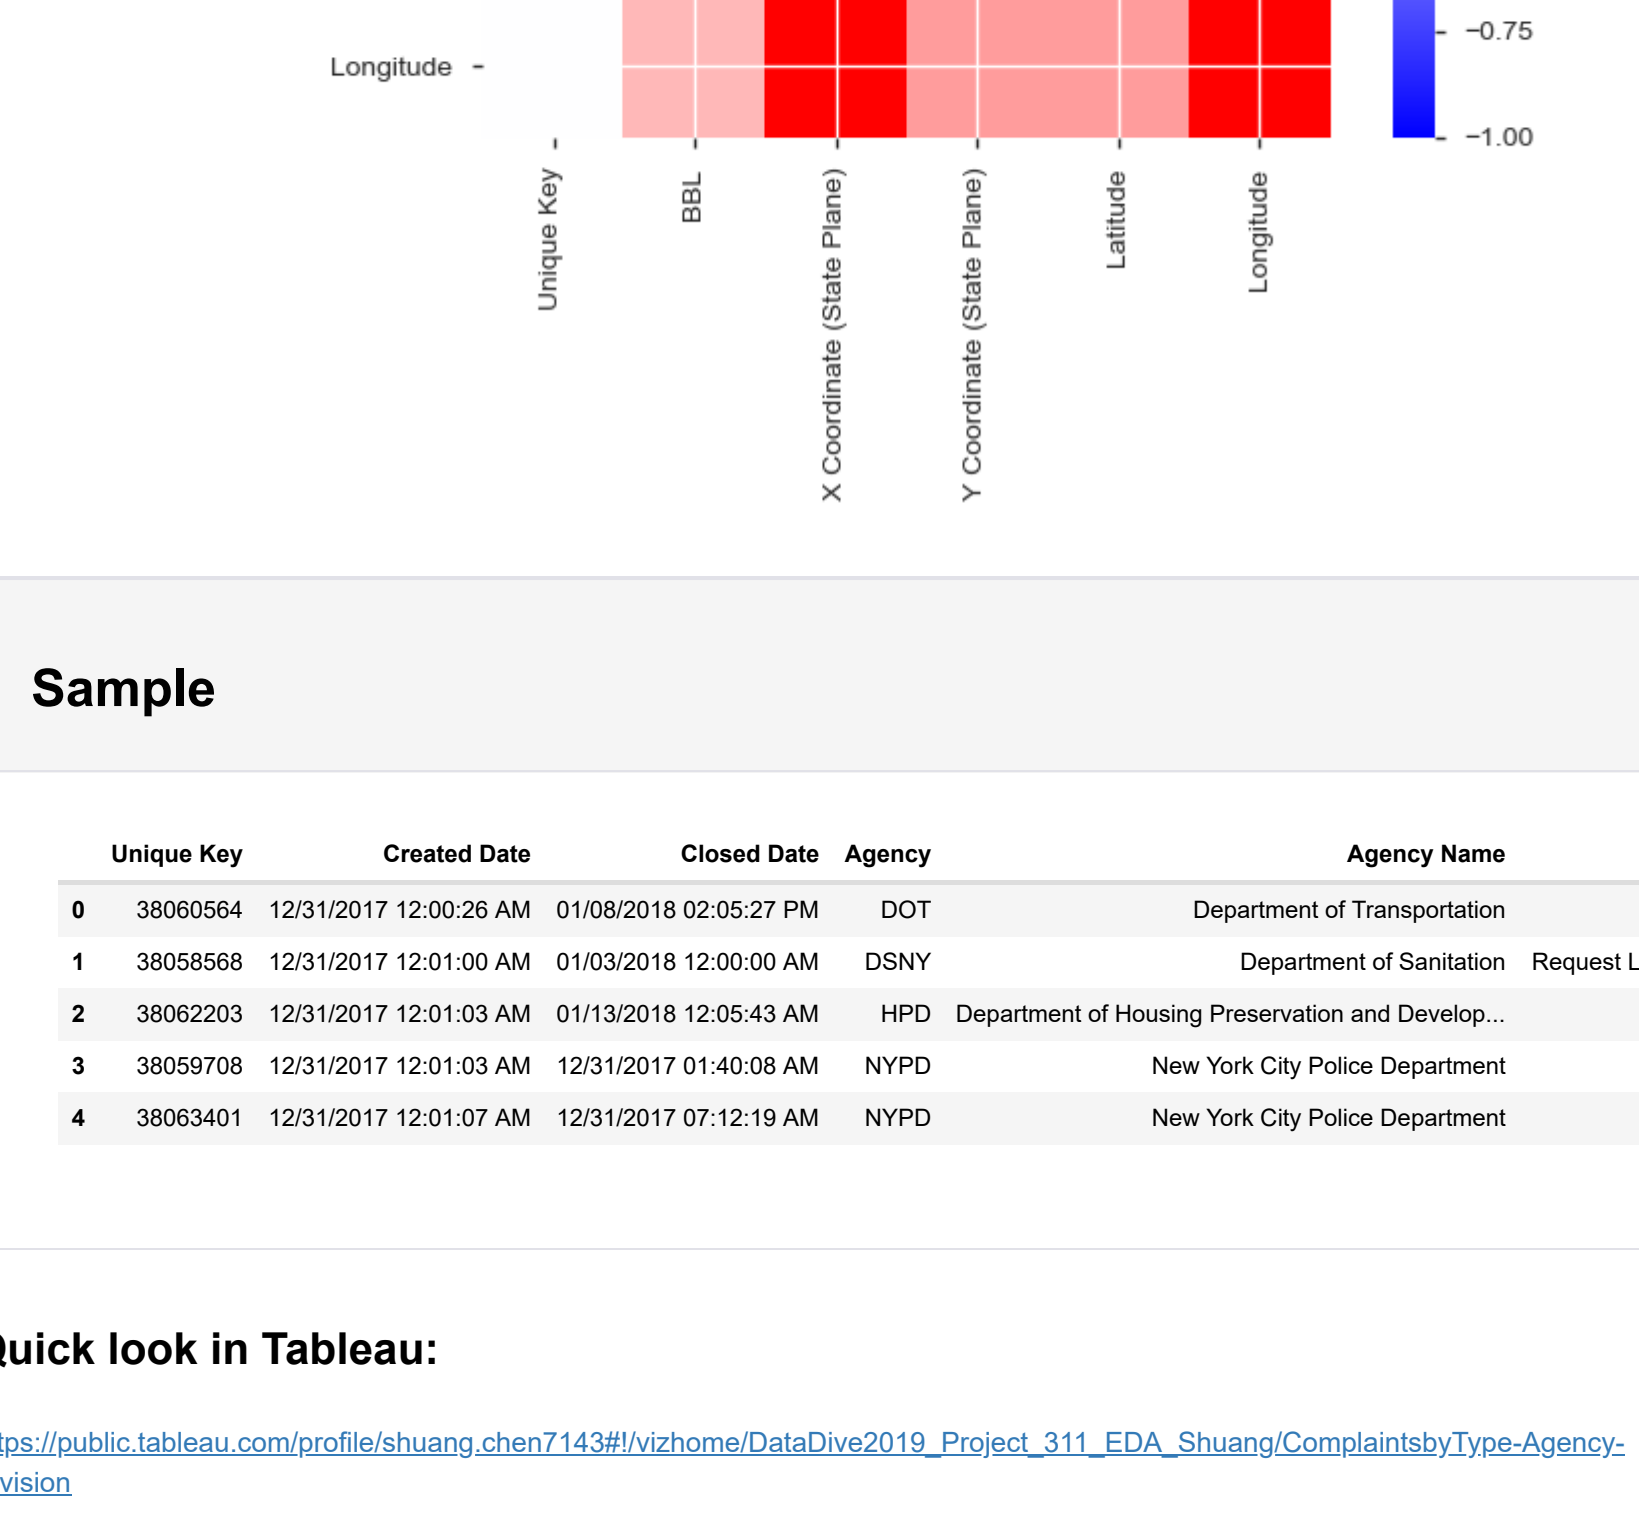 −0.75
Longitude
−1.00
Unique Key
BBL
X Coordinate (State Plane)
Y Coordinate (State Plane)
Latitude
Longitude
Sample
Unique Key Created Date Closed Date Agency Agency Name
0 38060564 12/31/2017 12:00:26 AM 01/08/2018 02:05:27 PM DOT Department of Transportation
1 38058568 12/31/2017 12:01:00 AM 01/03/2018 12:00:00 AM DSNY Department of Sanitation Request L
2 38062203 12/31/2017 12:01:03 AM 01/13/2018 12:05:43 AM HPD Department of Housing Preservation and Develop...
3 38059708 12/31/2017 12:01:03 AM 12/31/2017 01:40:08 AM NYPD New York City Police Department
4 38063401 12/31/2017 12:01:07 AM 12/31/2017 07:12:19 AM NYPD New York City Police Department
Quick look in Tableau:
tps://public.tableau.com/profile/shuang.chen7143#!/vizhome/DataDive2019_Project_311_EDA_Shuang/ComplaintsbyType-Agency-
vision